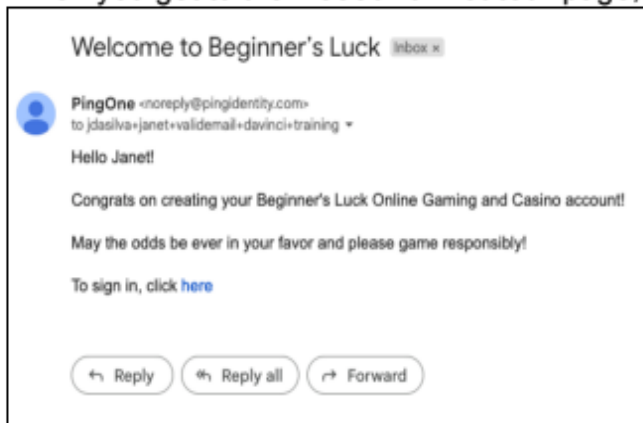 Welcome to Beginner's Luck Inbox ×
PingOne <noreply@pingidentity.com>
to jdasilva+janet+validemail+davinci+training
Hello Janet!
Congrats on creating your Beginner's Luck Online Gaming and Casino account!
May the odds be ever in your favor and please game responsibly!
To sign in, click here
Reply Reply all Forward